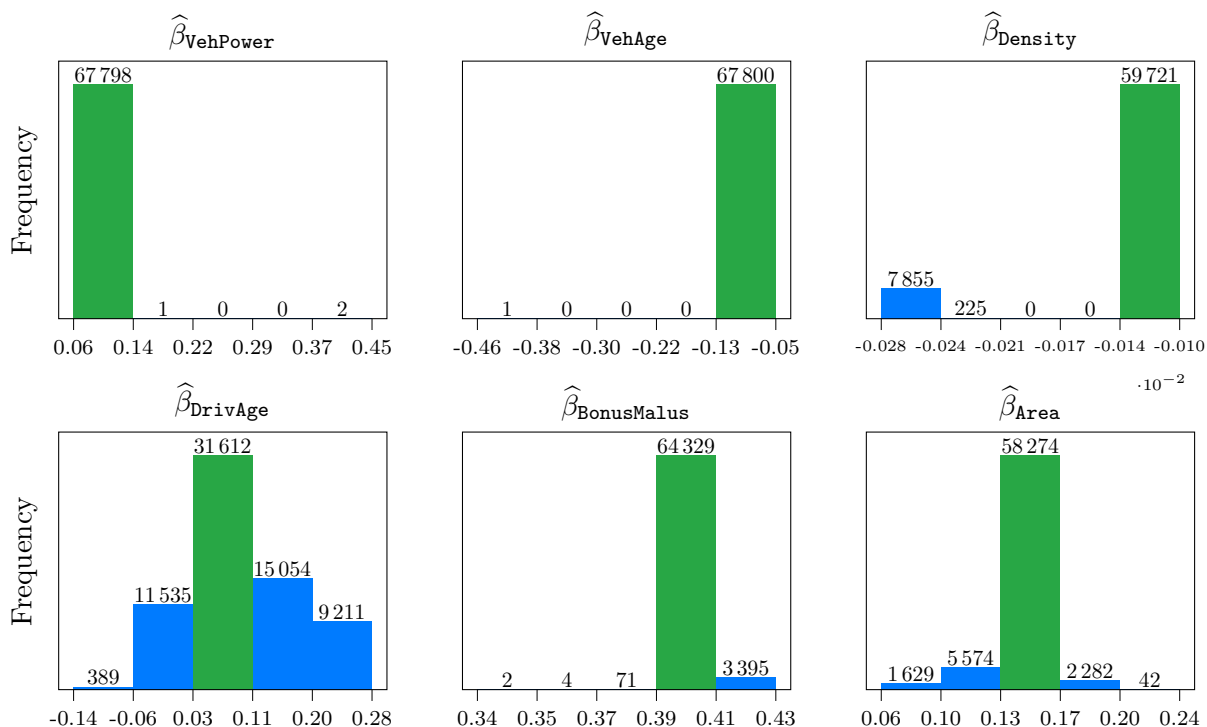 β̂VehPower
β̂VehAge
β̂Density
Frequency
67 798
1
0
0
2
0.06 0.14 0.22 0.29 0.37 0.45
1
0
0
0
67 800
-0.46 -0.38 -0.30 -0.22 -0.13 -0.05
7 855
225
0
0
59 721
-0.028 -0.024 -0.021 -0.017 -0.014 -0.010
·10−2
β̂DrivAge
β̂BonusMalus
β̂Area
Frequency
389
11 535
31 612
15 054
9 211
-0.14 -0.06 0.03 0.11 0.20 0.28
2
4
71
64 329
3 395
0.34 0.35 0.37 0.39 0.41 0.43
1 629
5 574
58 274
2 282
42
0.06 0.10 0.13 0.17 0.20 0.24